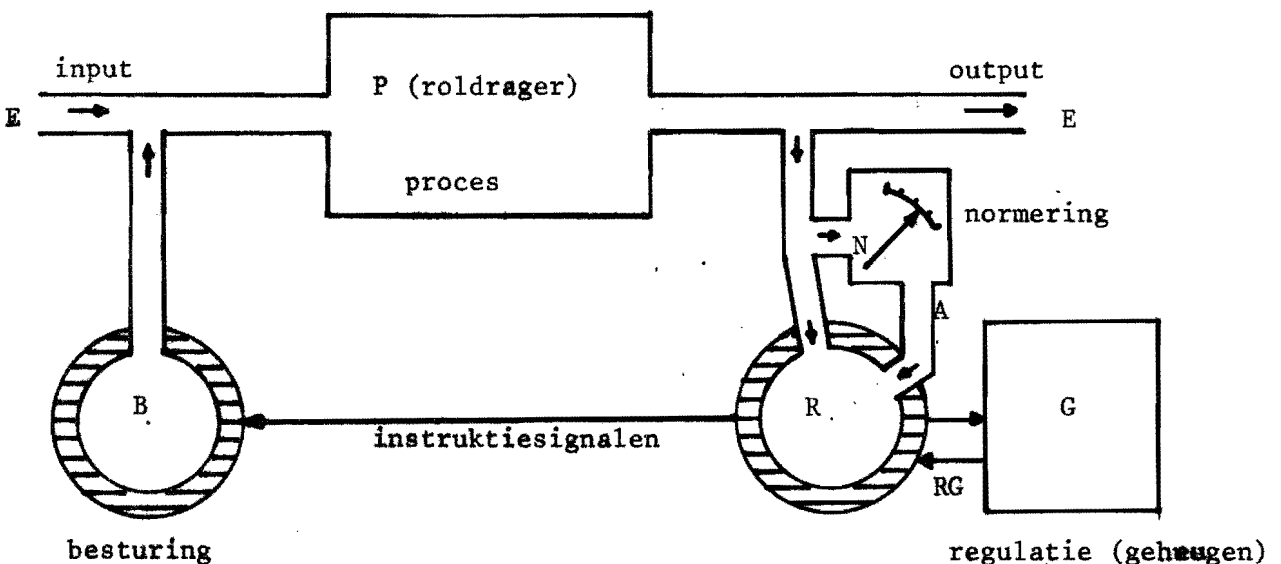 input
output
P (roldrager)
E
E
proces
normering
N
A
B
R
G
instruktiesignalen
RG
besturing
regulatie (geheugen)